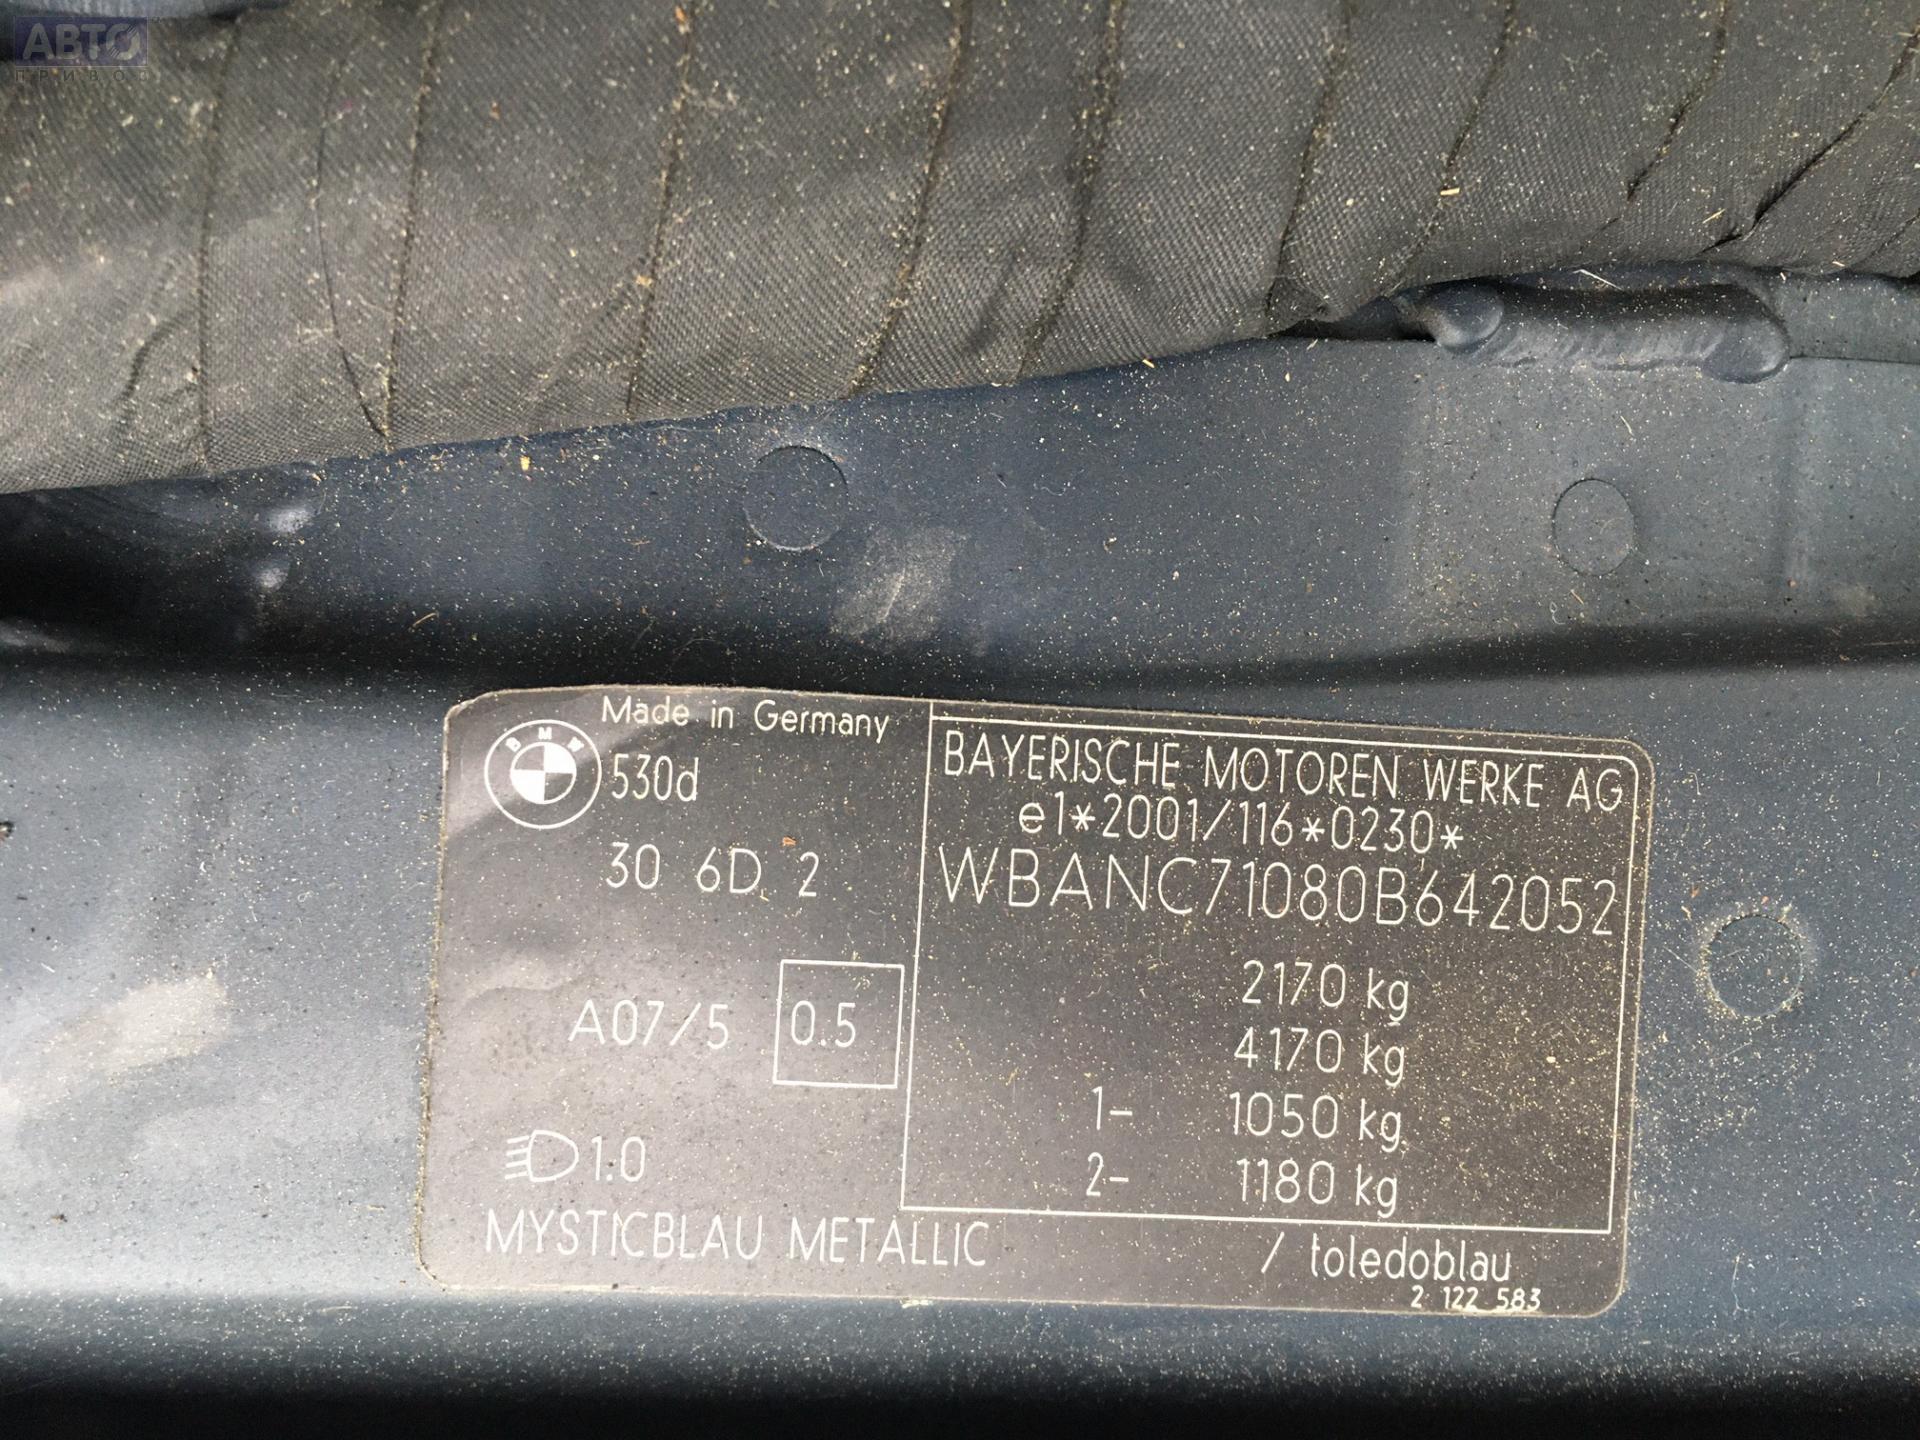 АВТО
ПРИВОЗ
Made in Germany
BMW
530d
30 6D 2
A07/5 0.5
1.0
BAYERISCHE MOTOREN WERKE AG
e1*2001/116*0230*
WBANC71080B642052
2170 kg
4170 kg
1- 1050 kg
2- 1180 kg
MYSTICBLAU METALLIC / toledoblau
2 122 583